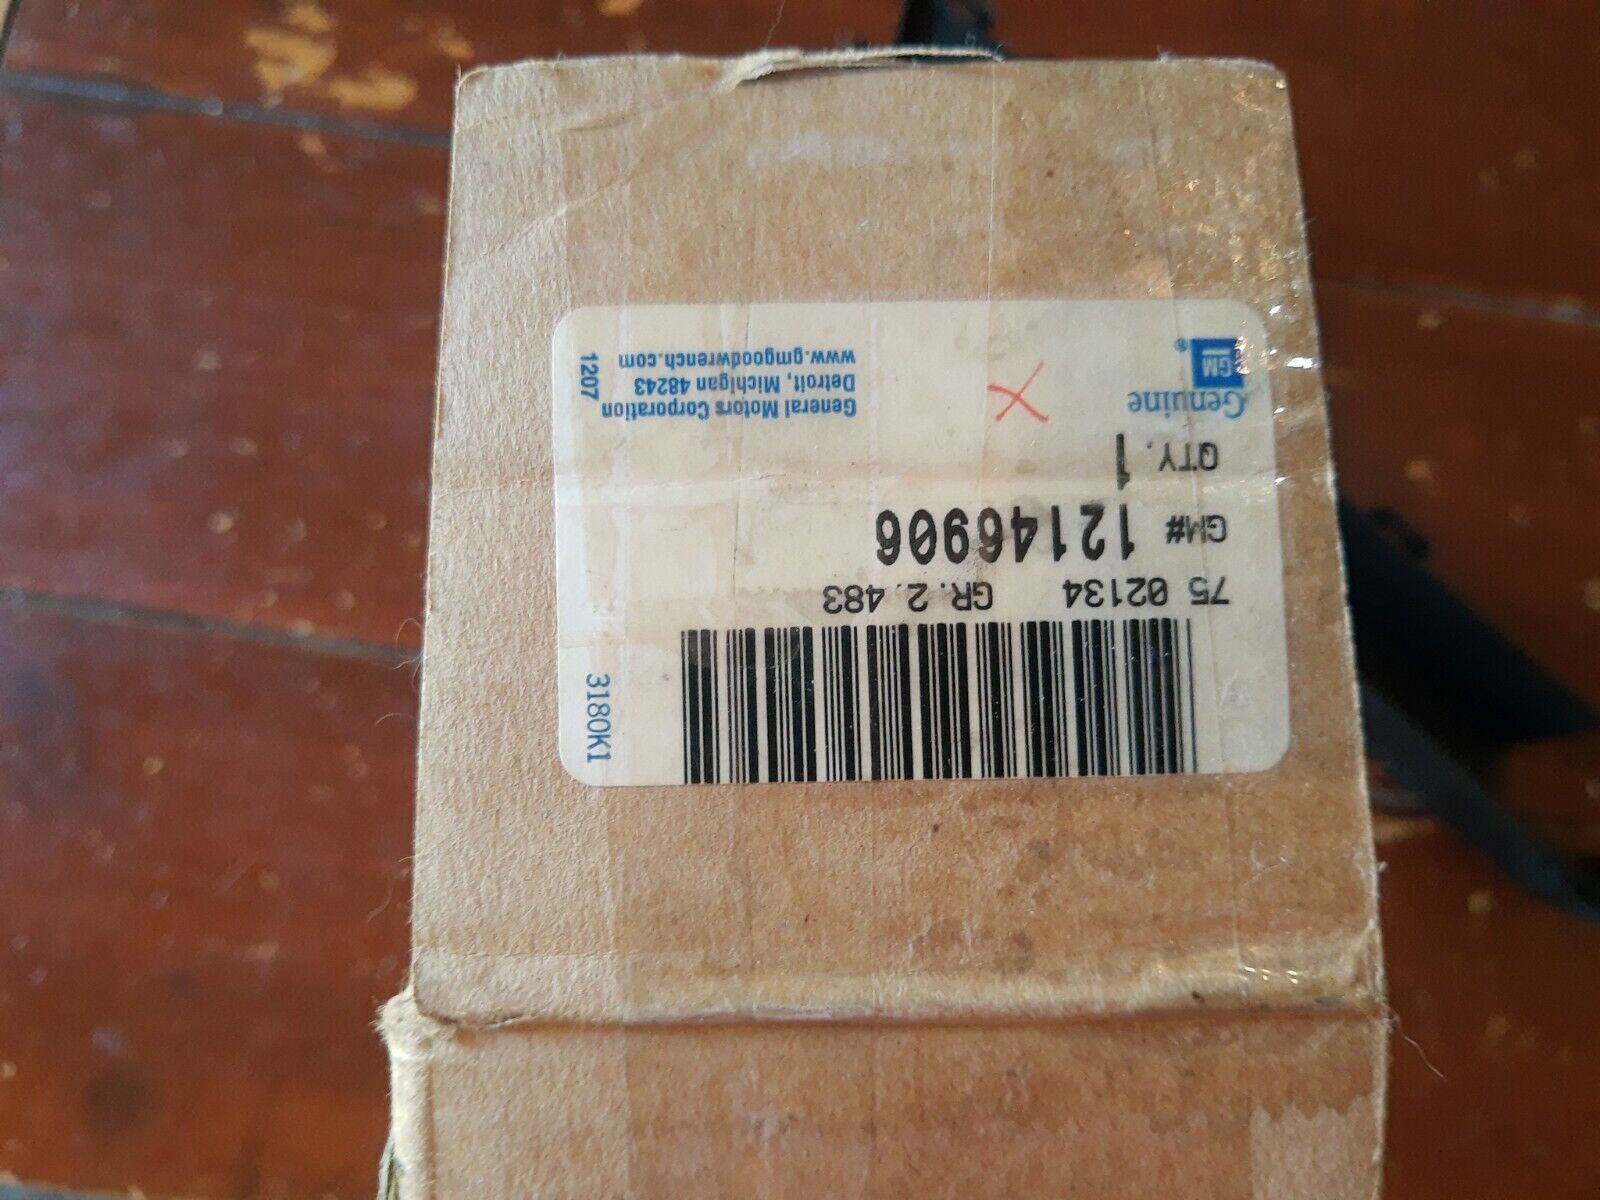 GM ®
Genuine
General Motors Corporation
Detroit, Michigan 48243
www.gmgoodwrench.com
1207
QTY. 1
GM# 12146906
75 02134 GR. 2.483
3180K1